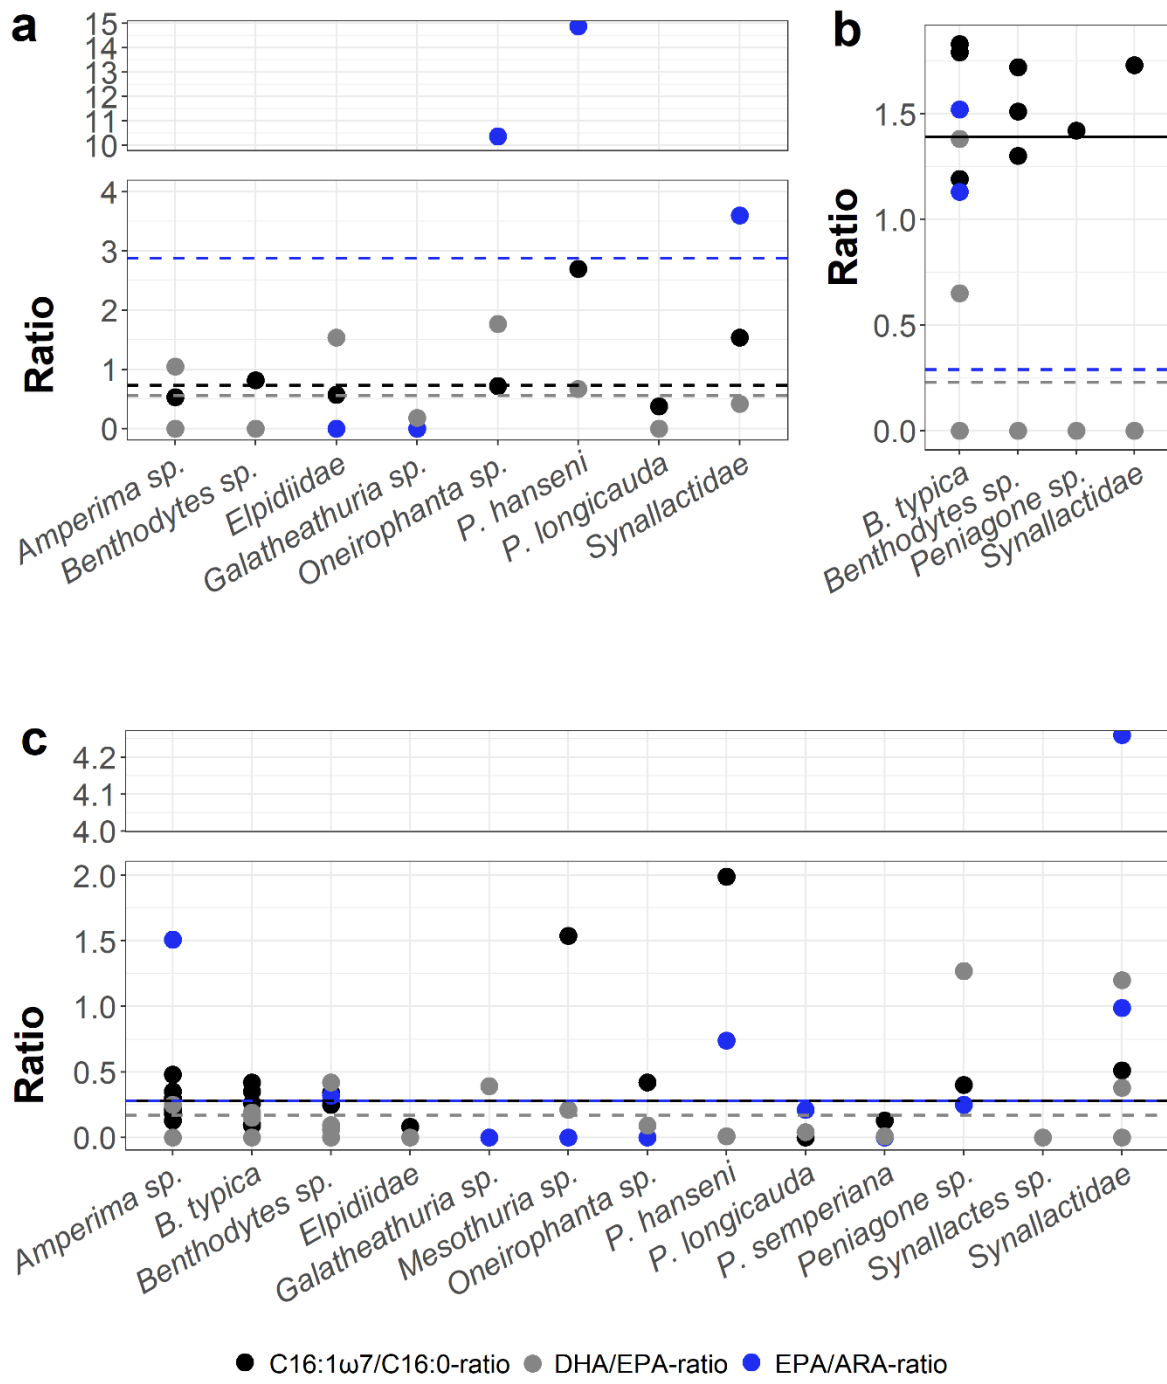 a
15
14
13
12
11
10
4
3
2
1
0
Ratio
Amperima sp.
Benthodytes sp.
Elpidiidae
Galatheathuria sp.
Oneirophanta sp.
P. hanseni
P. longicauda
Synallactidae
b
1.5
1.0
0.5
0.0
Ratio
B. typica
Benthodytes sp.
Peniagone sp.
Synallactidae
c
4.2
4.1
4.0
2.0
1.5
1.0
0.5
0.0
Ratio
Amperima sp.
B. typica
Benthodytes sp.
Elpidiidae
Galatheathuria sp.
Mesothuria sp.
Oneirophanta sp.
P. hanseni
P. longicauda
P. semperiana
Peniagone sp.
Synallactes sp.
Synallactidae
C16:1ω7/C16:0-ratio DHA/EPA-ratio EPA/ARA-ratio